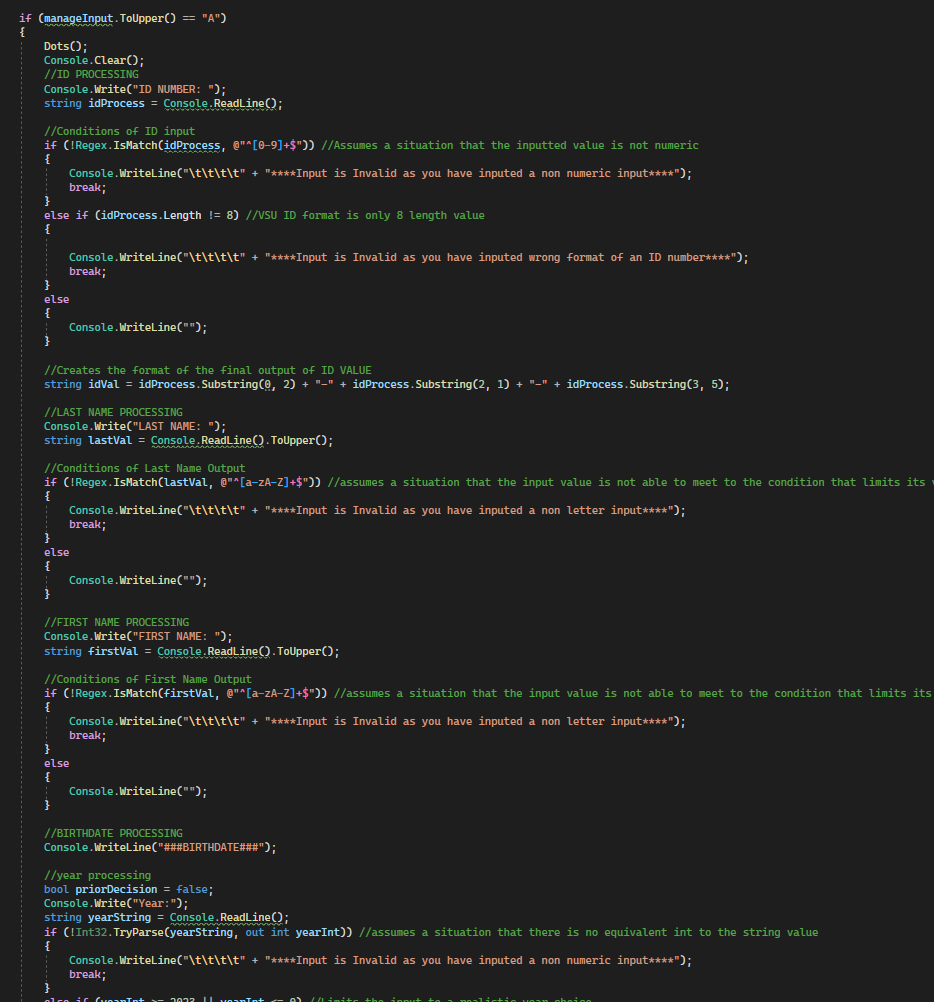 if (manageInput.ToUpper() == "A")
{
Dots();
Console.Clear();
//ID PROCESSING
Console.Write("ID NUMBER: ");
string idProcess = Console.ReadLine();
//Conditions of ID input
if (!Regex.IsMatch(idProcess, @"^[0-9]+$")) //Assumes a situation that the inputted value is not numeric
{
Console.WriteLine("\t\t\t\t" + "****Input is Invalid as you have inputed a non numeric input****");
break;
}
else if (idProcess.Length != 8) //VSU ID format is only 8 length value
{
Console.WriteLine("\t\t\t\t" + "****Input is Invalid as you have inputed wrong format of an ID number****");
break;
}
else
{
Console.WriteLine("");
}
//Creates the format of the final output of ID VALUE
string idVal = idProcess.Substring(0, 2) + "-" + idProcess.Substring(2, 1) + "-" + idProcess.Substring(3, 5);
//LAST NAME PROCESSING
Console.Write("LAST NAME: ");
string lastVal = Console.ReadLine().ToUpper();
//Conditions of Last Name Output
if (!Regex.IsMatch(lastVal, @"^[a-zA-Z]+$")) //assumes a situation that the input value is not able to meet to the condition that limits its
{
Console.WriteLine("\t\t\t\t" + "****Input is Invalid as you have inputed a non letter input****");
break;
}
else
{
Console.WriteLine("");
}
//FIRST NAME PROCESSING
Console.Write("FIRST NAME: ");
string firstVal = Console.ReadLine().ToUpper();
//Conditions of First Name Output
if (!Regex.IsMatch(firstVal, @"^[a-zA-Z]+$")) //assumes a situation that the input value is not able to meet to the condition that limits its
{
Console.WriteLine("\t\t\t\t" + "****Input is Invalid as you have inputed a non letter input****");
break;
}
else
{
Console.WriteLine("");
}
//BIRTHDATE PROCESSING
Console.WriteLine("###BIRTHDATE###");
//year processing
bool priorDecision = false;
Console.Write("Year:");
string yearString = Console.ReadLine();
if (!Int32.TryParse(yearString, out int yearInt)) //assumes a situation that there is no equivalent int to the string value
{
Console.WriteLine("\t\t\t\t" + "****Input is Invalid as you have inputed a non numeric input****");
break;
}
else if (yearInt >= 2023 || yearInt <= 0) //Limits the input to a realistic year choice